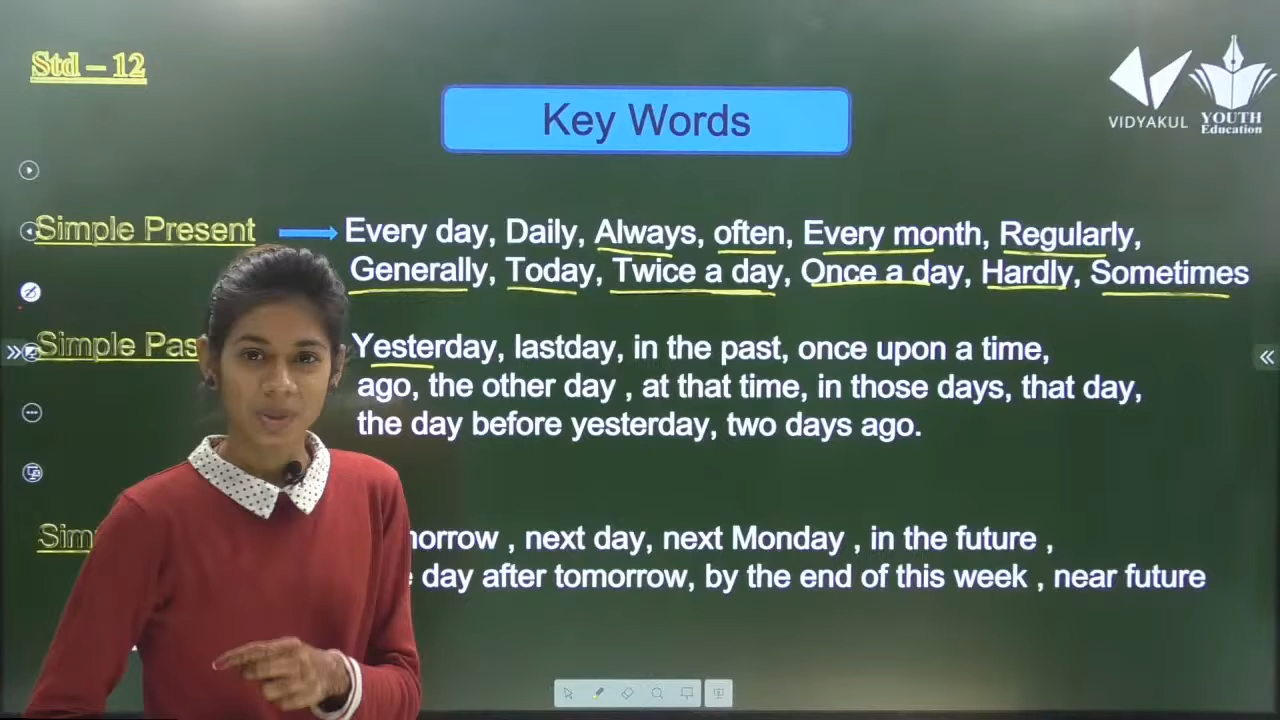 Std – 12
VIDYAKUL
YOUTH
Education
Key Words
Simple Present
Every day, Daily, Always, often, Every month, Regularly,
Generally, Today, Twice a day, Once a day, Hardly, Sometimes
Simple Pas
Yesterday, lastday, in the past, once upon a time,
ago, the other day , at that time, in those days, that day,
the day before yesterday, two days ago.
Sim
morrow , next day, next Monday , in the future ,
day after tomorrow, by the end of this week , near future